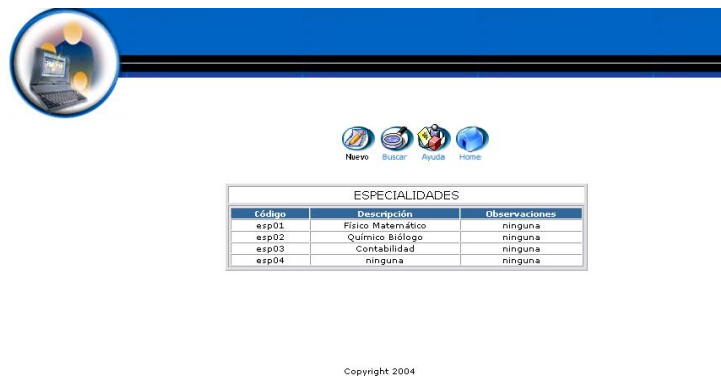 Nuevo Buscar Ayuda Home
ESPECIALIDADES
Código Descripción Observaciones
esp01 Físico Matemático ninguna
esp02 Químico Biólogo ninguna
esp03 Contabilidad ninguna
esp04 ninguna ninguna
Copyright 2004